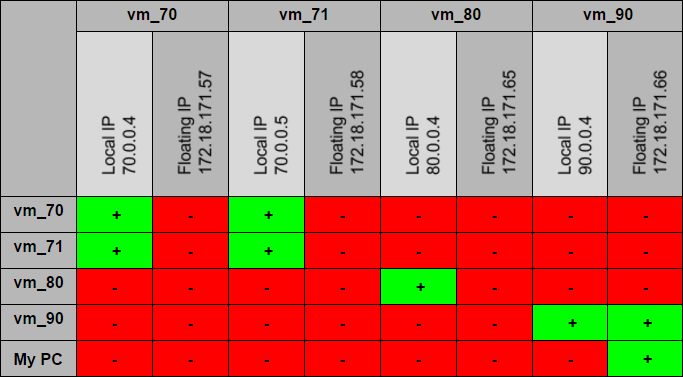 vm_70 vm_71 vm_80 vm_90
Local IP
70.0.0.4
Floating IP
172.18.171.57
Local IP
70.0.0.5
Floating IP
172.18.171.58
Local IP
80.0.0.4
Floating IP
172.18.171.65
Local IP
90.0.0.4
Floating IP
172.18.171.66
vm_70 + - + - - - - -
vm_71 + - + - - - - -
vm_80 - - - - + - - -
vm_90 - - - - - - + +
My PC - - - - - - - +